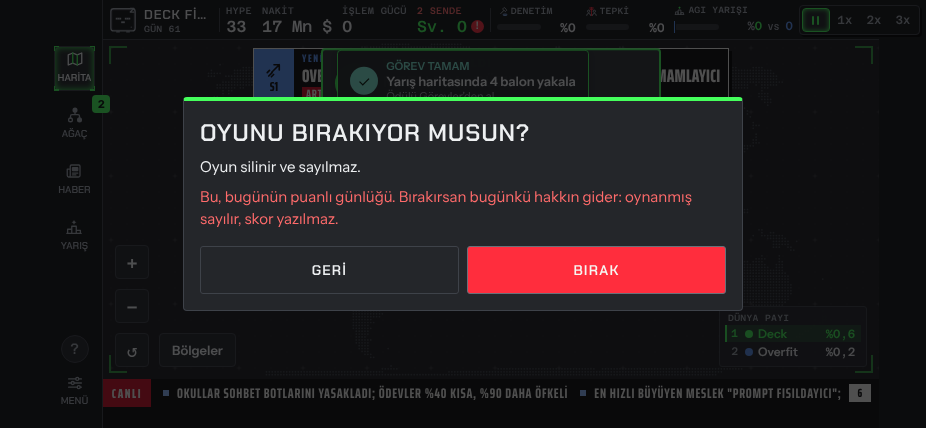 DECK Fİ...
GÜN 61
HYPE
33
NAKİT
17 Mn $
İŞLEM GÜCÜ
0
2 SENDE
Sv. 0
DENETİM
%0
TEPKİ
%0
AGI YARIŞI
%0 vs 0
1x 2x 3x
HARİTA
2
AĞAÇ
HABER
YARIŞ
?
MENÜ
S1
GÖREV TAMAM
Yarış haritasında 4 balon yakala
MAMLAYICI
OYUNU BIRAKIYOR MUSUN?
Oyun silinir ve sayılmaz.
Bu, bugünün puanlı günlüğü. Bırakırsan bugünkü hakkın gider: oynanmış
sayılır, skor yazılmaz.
GERİ
BIRAK
+
−
Bölgeler
DÜNYA PAYI
1 Deck %0,6
2 Overfit %0,2
CANLI
OKULLAR SOHBET BOTLARINI YASAKLADI; ÖDEVLER %40 KISA, %90 DAHA ÖFKELİ
EN HIZLI BÜYÜYEN MESLEK "PROMPT FISILDAYICI";
6